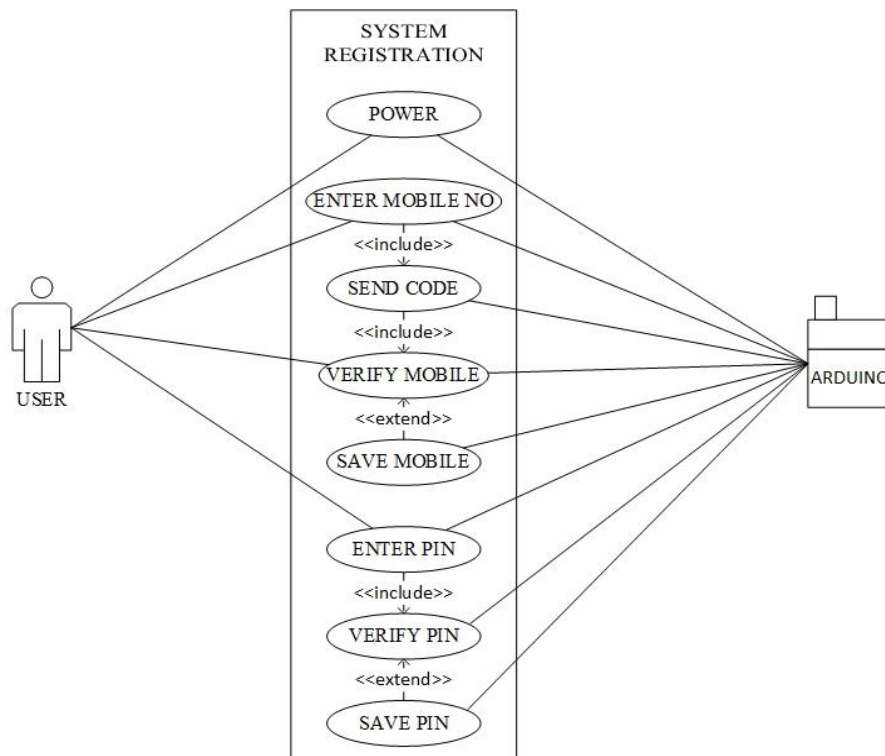 SYSTEM
REGISTRATION
POWER
ENTER MOBILE NO
<<include>>
SEND CODE
<<include>>
VERIFY MOBILE
<<extend>>
SAVE MOBILE
ENTER PIN
<<include>>
VERIFY PIN
<<extend>>
SAVE PIN
USER
ARDUINO